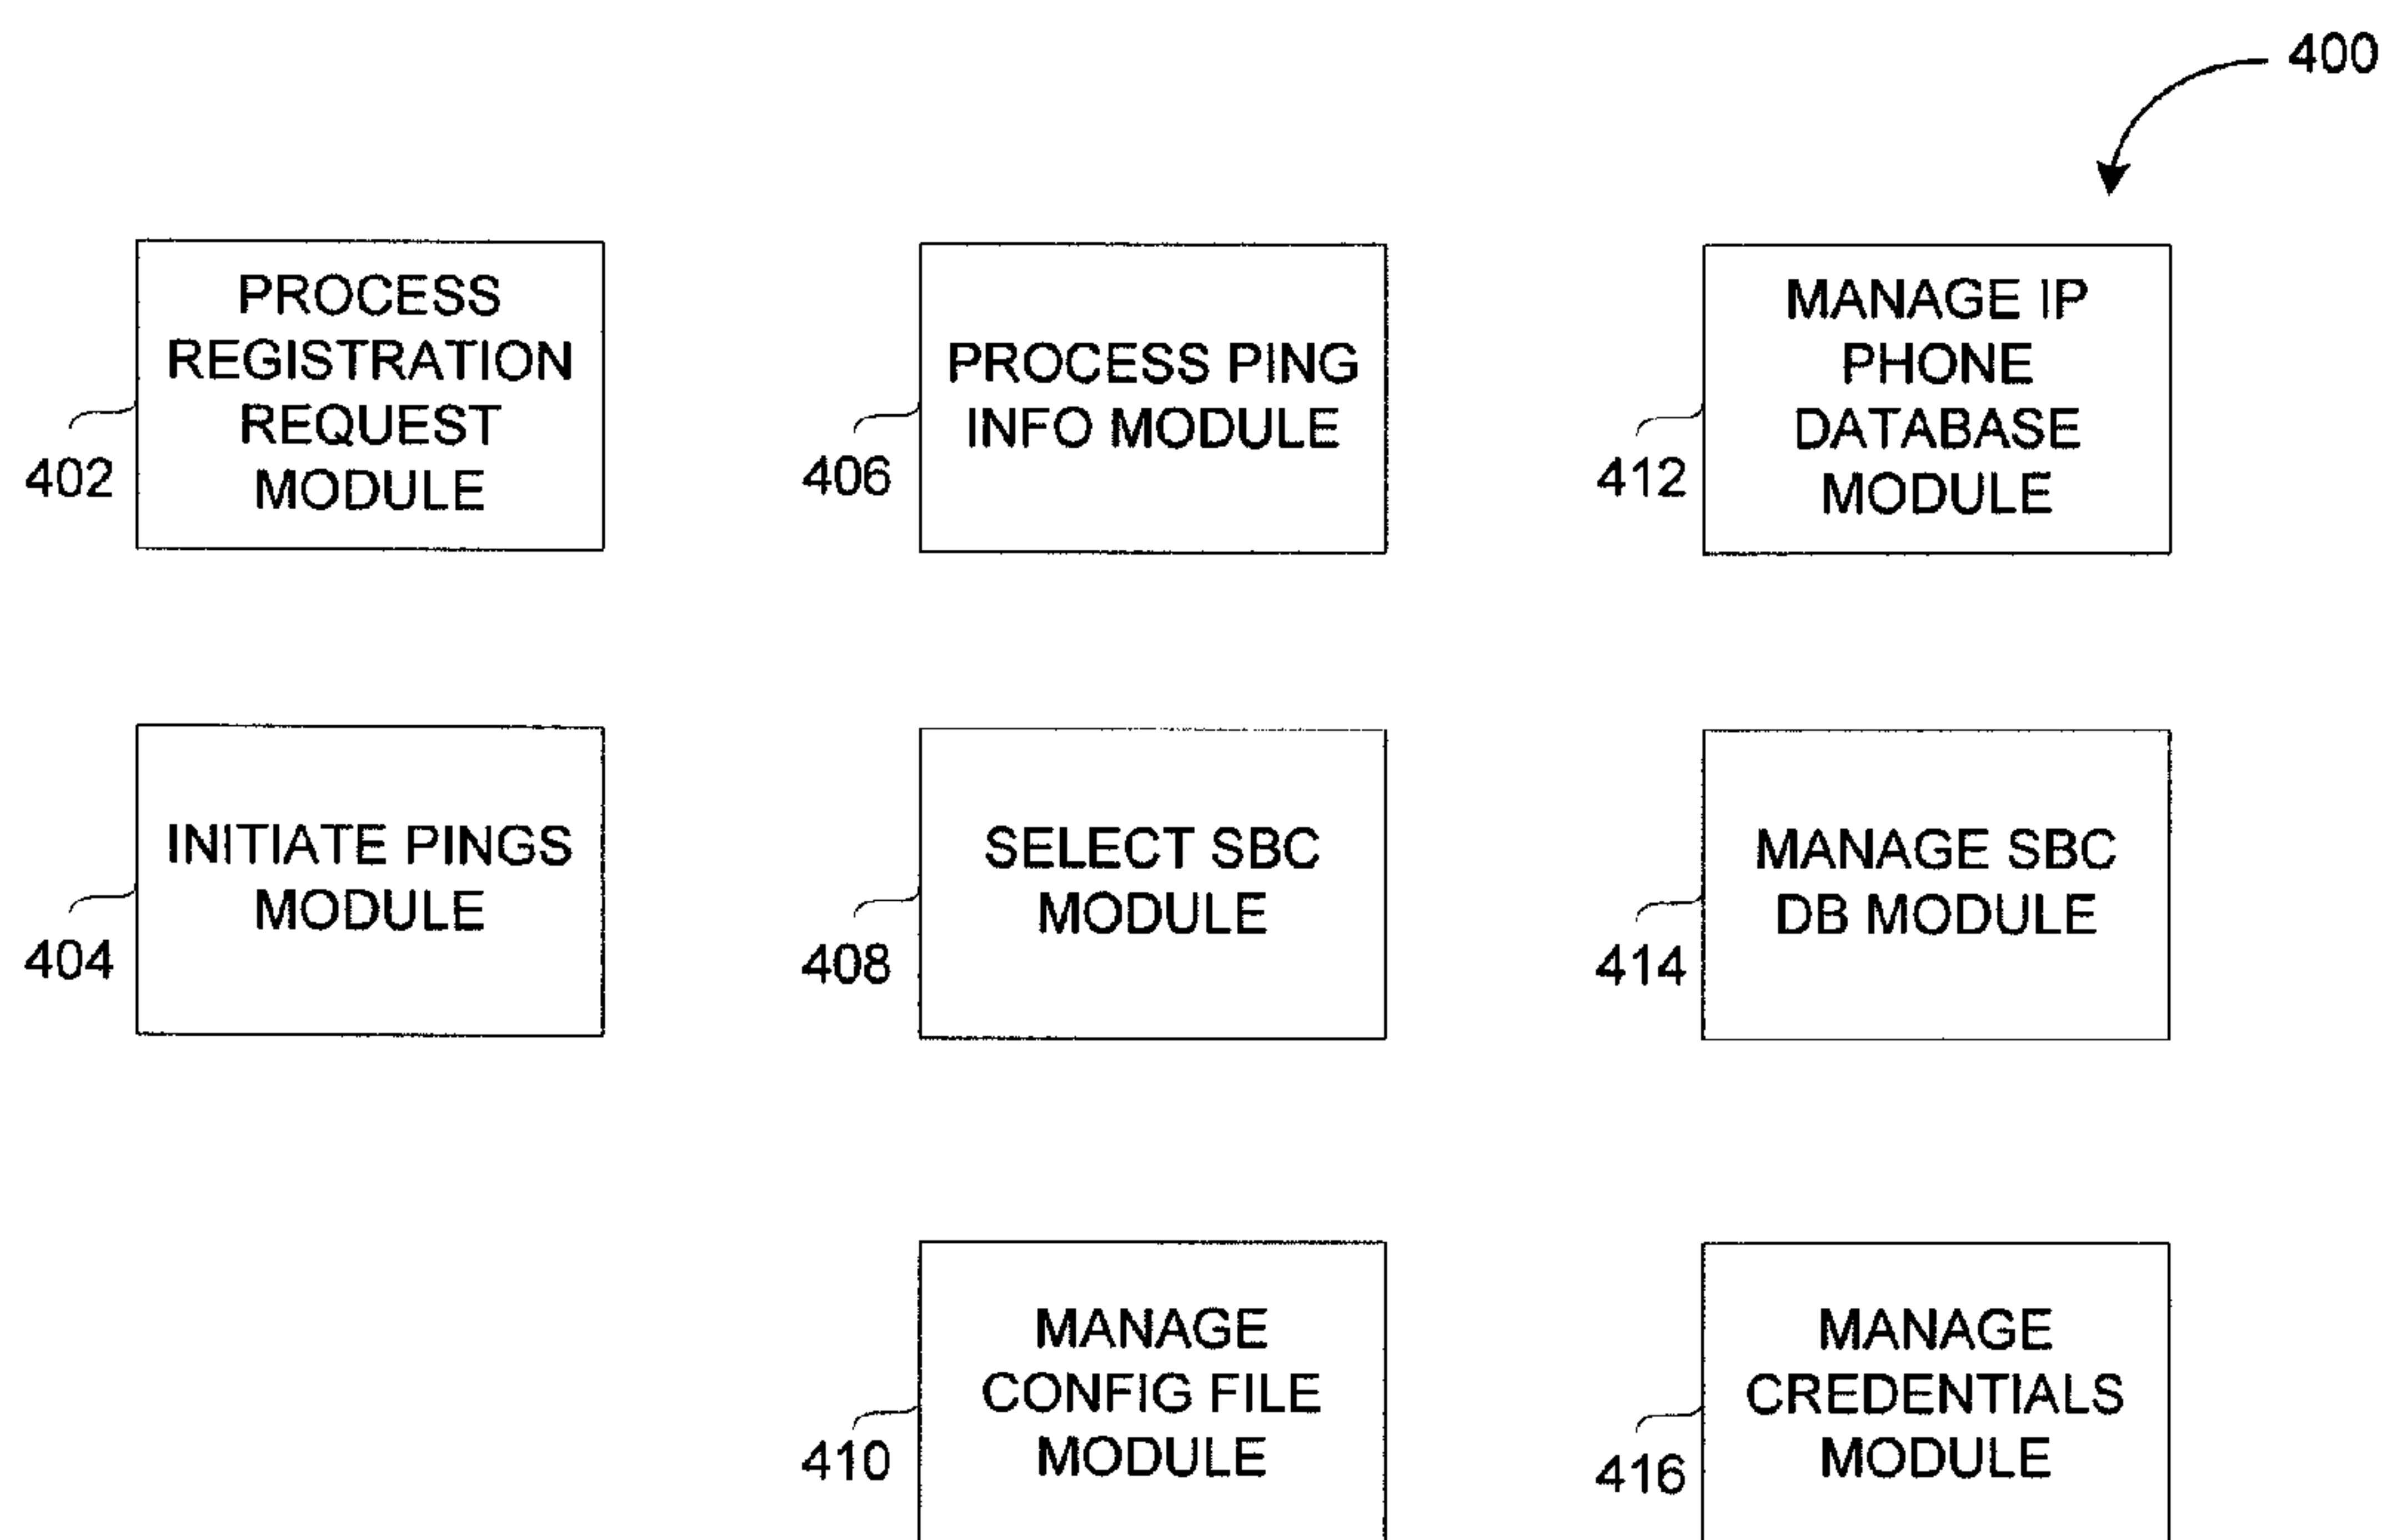 400
PROCESS
REGISTRATION
REQUEST
MODULE
402
PROCESS PING
INFO MODULE
406
MANAGE IP
PHONE
DATABASE
MODULE
412
INITIATE PINGS
MODULE
404
SELECT SBC
MODULE
408
MANAGE SBC
DB MODULE
414
MANAGE
CONFIG FILE
MODULE
410
MANAGE
CREDENTIALS
MODULE
416